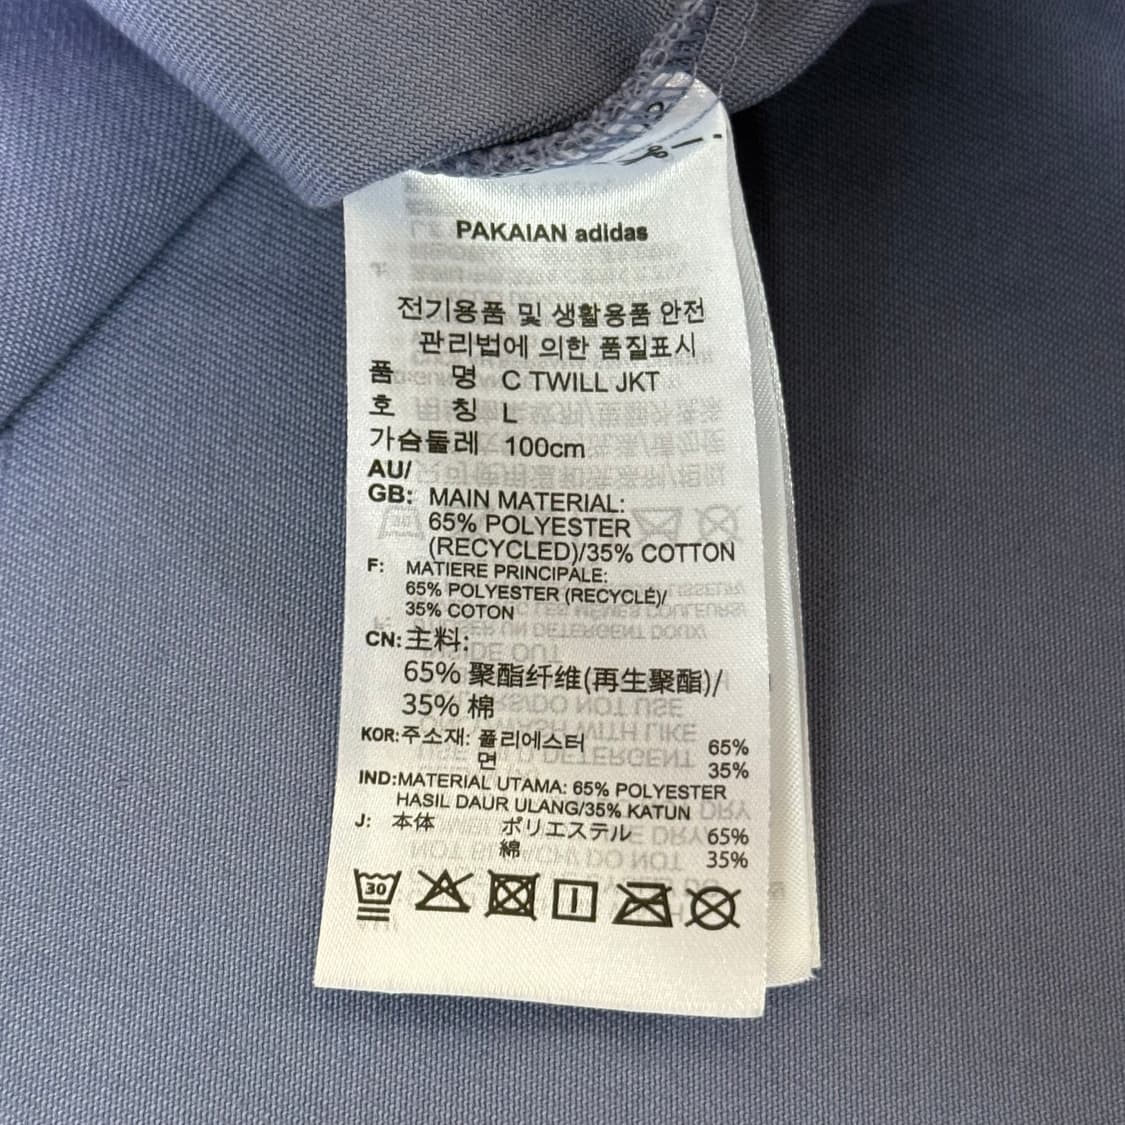 PAKAIAN adidas
전기용품 및 생활용품 안전
관리법에 의한 품질표시
품 명 C TWILL JKT
호 칭 L
가슴둘레 100cm
AU/
GB: MAIN MATERIAL:
65% POLYESTER
(RECYCLED)/35% COTTON
F: MATIERE PRINCIPALE:
65% POLYESTER (RECYCLÉ)/
35% COTON
CN: 主料:
65% 聚酯纤维(再生聚酯)/
35% 棉
KOR: 주소재: 폴리에스터 65%
면 35%
IND: MATERIAL UTAMA: 65% POLYESTER
HASIL DAUR ULANG/35% KATUN
J: 本体 ポリエステル 65%
綿 35%
30